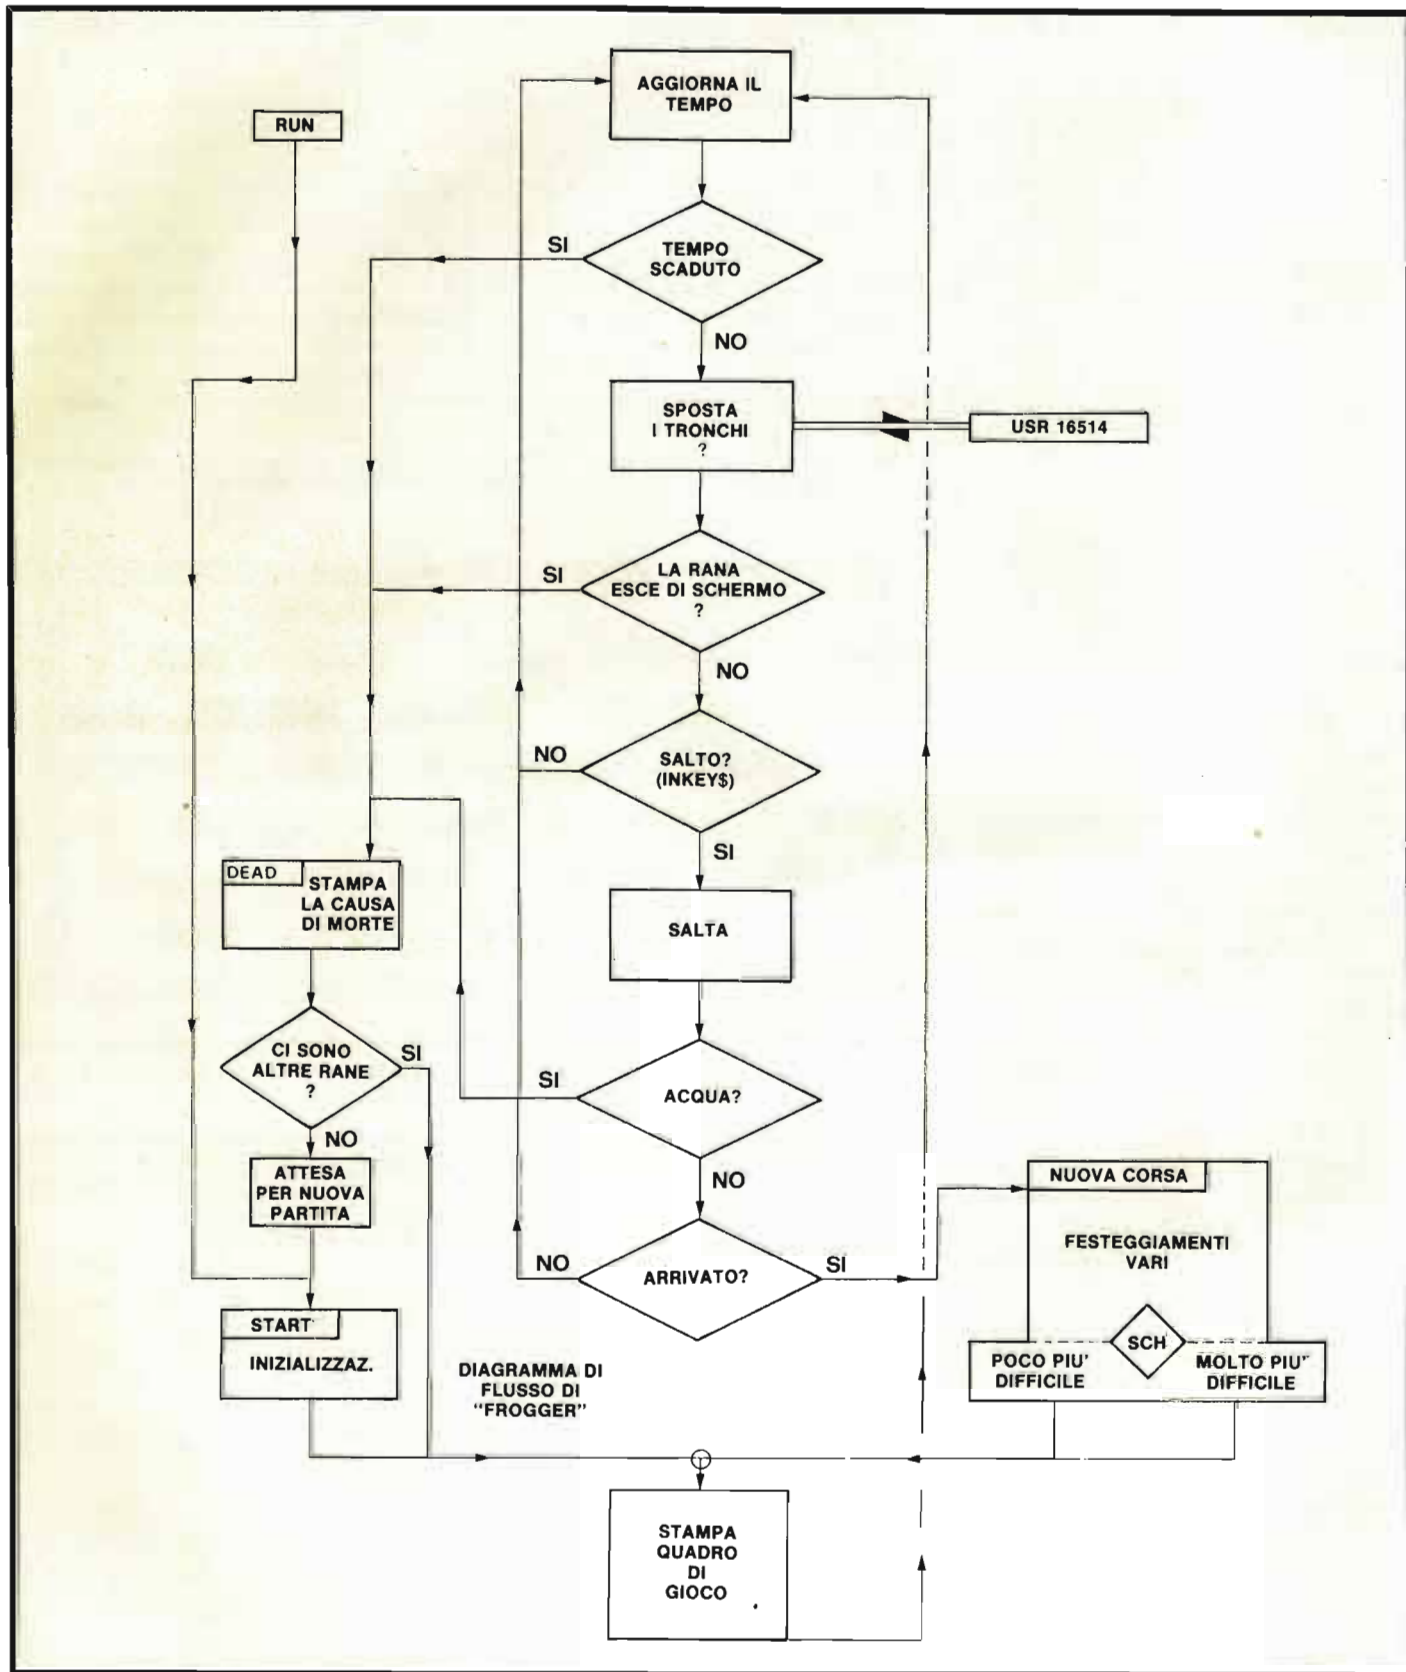 AGGIORNA IL
TEMPO
RUN
SI
TEMPO
SCADUTO
NO
SPOSTA
I TRONCHI
?
USR 16514
SI
LA RANA
ESCE DI SCHERMO
?
NO
NO
SALTO?
(INKEY$)
SI
DEAD
STAMPA
LA CAUSA
DI MORTE
SALTA
CI SONO
ALTRE RANE
?
SI
NO
SI
ACQUA?
NO
ATTESA
PER NUOVA
PARTITA
NO
ARRIVATO?
SI
NUOVA CORSA
FESTEGGIAMENTI
VARI
SCH
POCO PIU'
DIFFICILE
MOLTO PIU'
DIFFICILE
START
INIZIALIZZAZ.
DIAGRAMMA DI
FLUSSO DI
"FROGGER"
STAMPA
QUADRO
DI
GIOCO